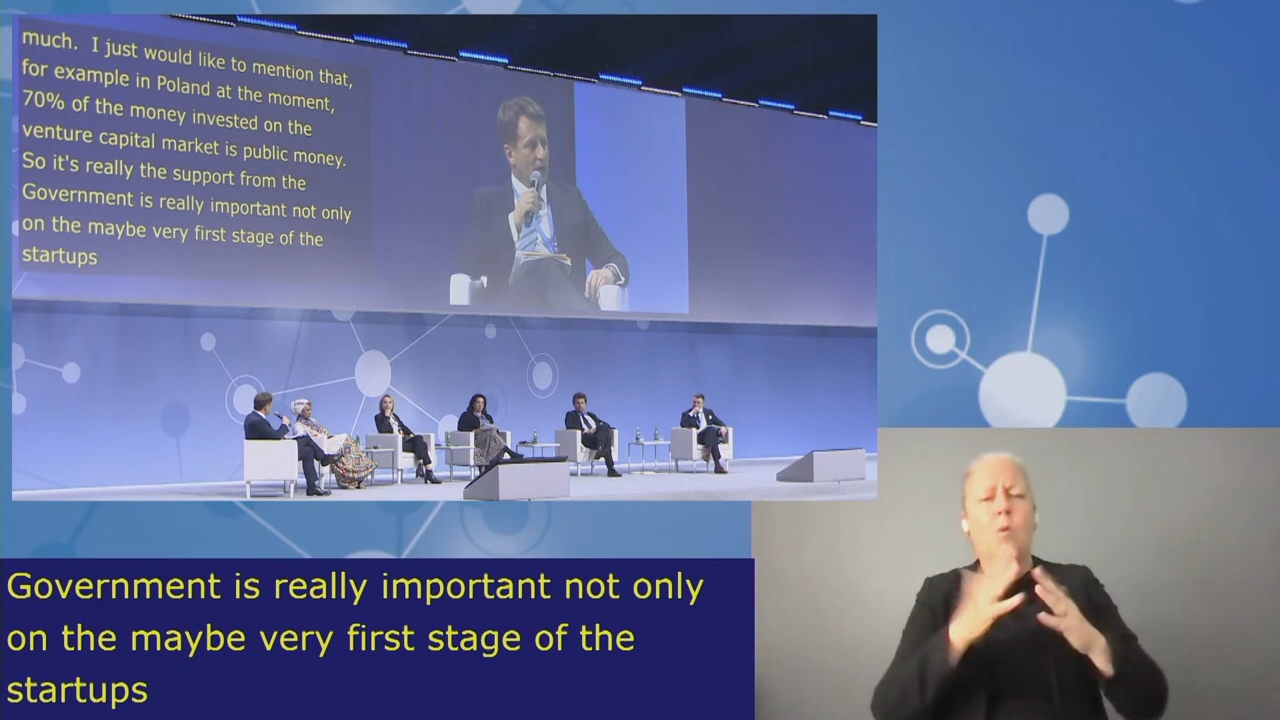 much.  I just would like to mention that,
for example in Poland at the moment,
70% of the money invested on the
venture capital market is public money.
So it's really the support from the
Government is really important not only
on the maybe very first stage of the
startups
Government is really important not only
on the maybe very first stage of the
startups